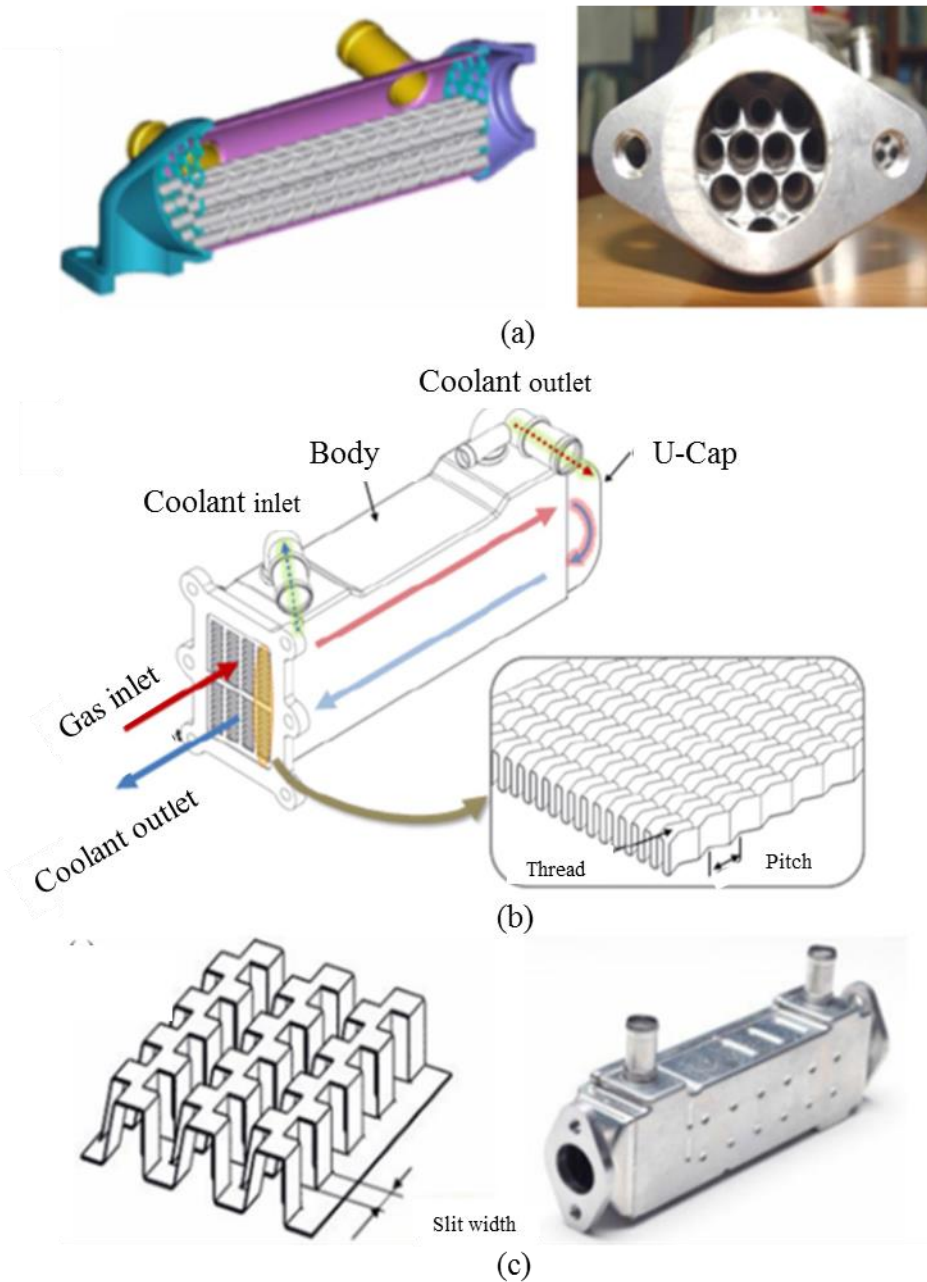 (a)
Coolant outlet
Body
U-Cap
Coolant inlet
Gas inlet
Coolant outlet
Thread
Pitch
(b)
Slit width
(c)